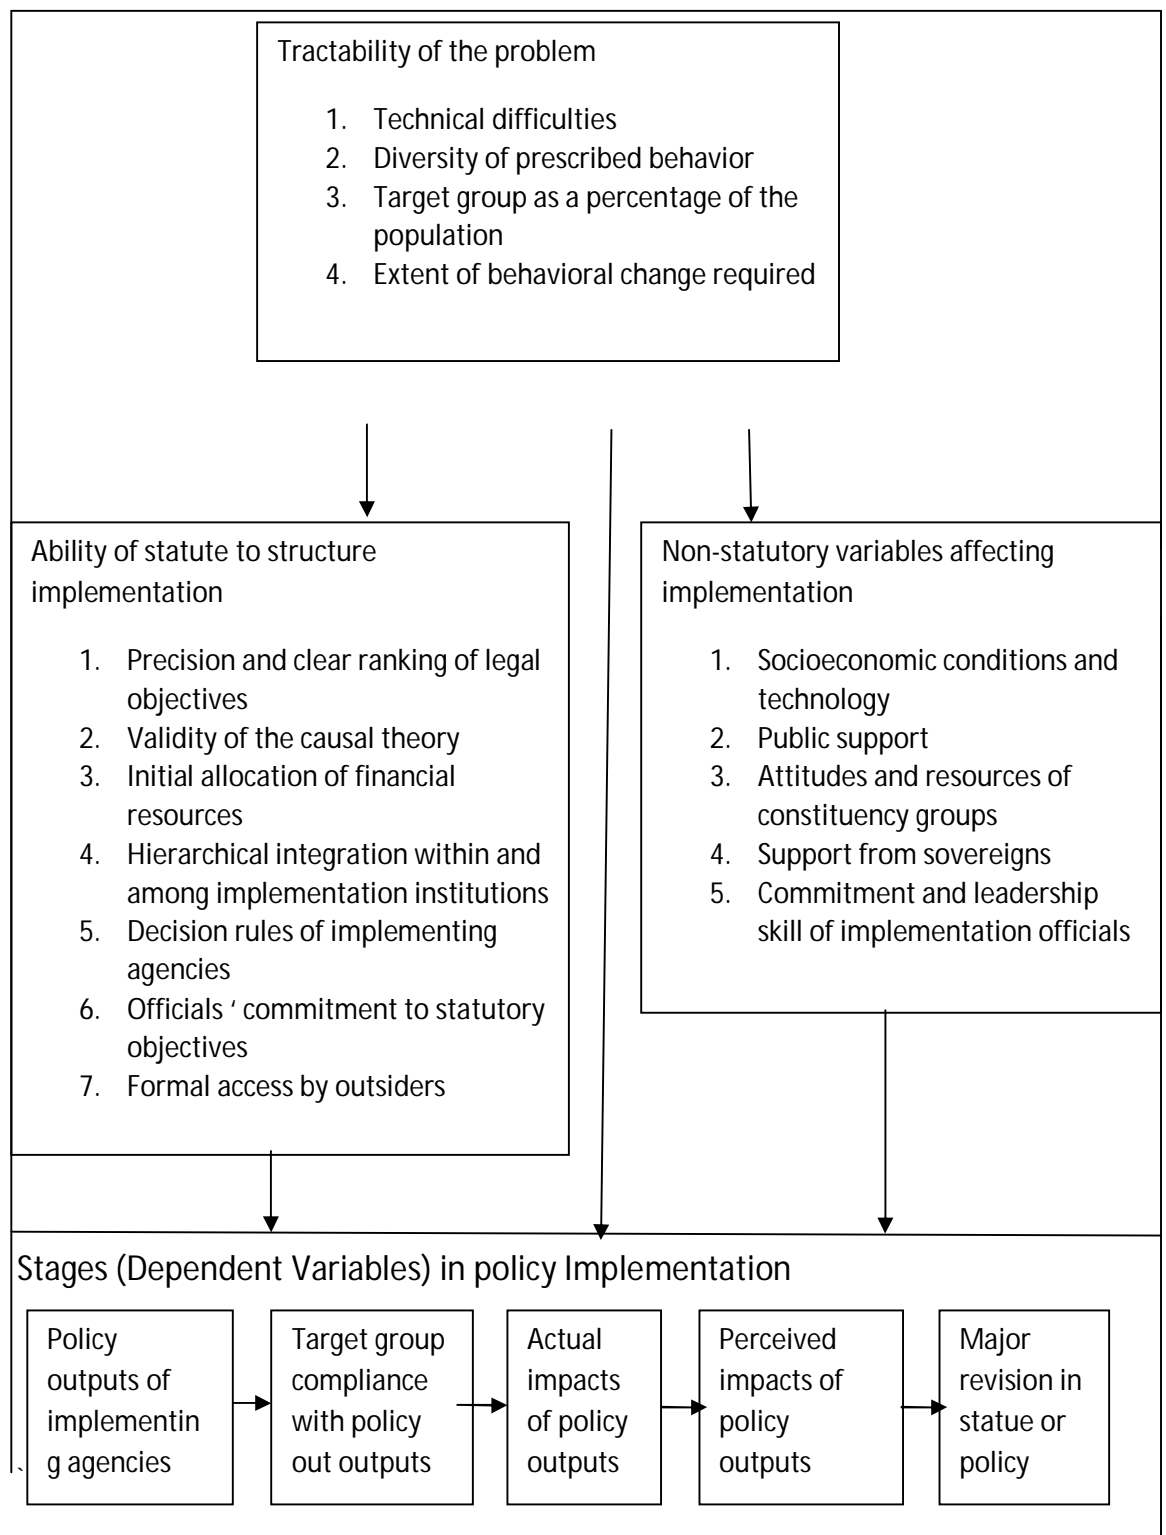 Tractability of the problem
1. Technical difficulties
2. Diversity of prescribed behavior
3. Target group as a percentage of the
population
4. Extent of behavioral change required
Ability of statute to structure
implementation
1. Precision and clear ranking of legal
objectives
2. Validity of the causal theory
3. Initial allocation of financial
resources
4. Hierarchical integration within and
among implementation institutions
5. Decision rules of implementing
agencies
6. Officials ‘ commitment to statutory
objectives
7. Formal access by outsiders
Non-statutory variables affecting
implementation
1. Socioeconomic conditions and
technology
2. Public support
3. Attitudes and resources of
constituency groups
4. Support from sovereigns
5. Commitment and leadership
skill of implementation officials
Stages (Dependent Variables) in policy Implementation
Policy
outputs of
implementin
g agencies
Target group
compliance
with policy
out outputs
Actual
impacts
of policy
outputs
Perceived
impacts of
policy
outputs
Major
revision in
statue or
policy
`